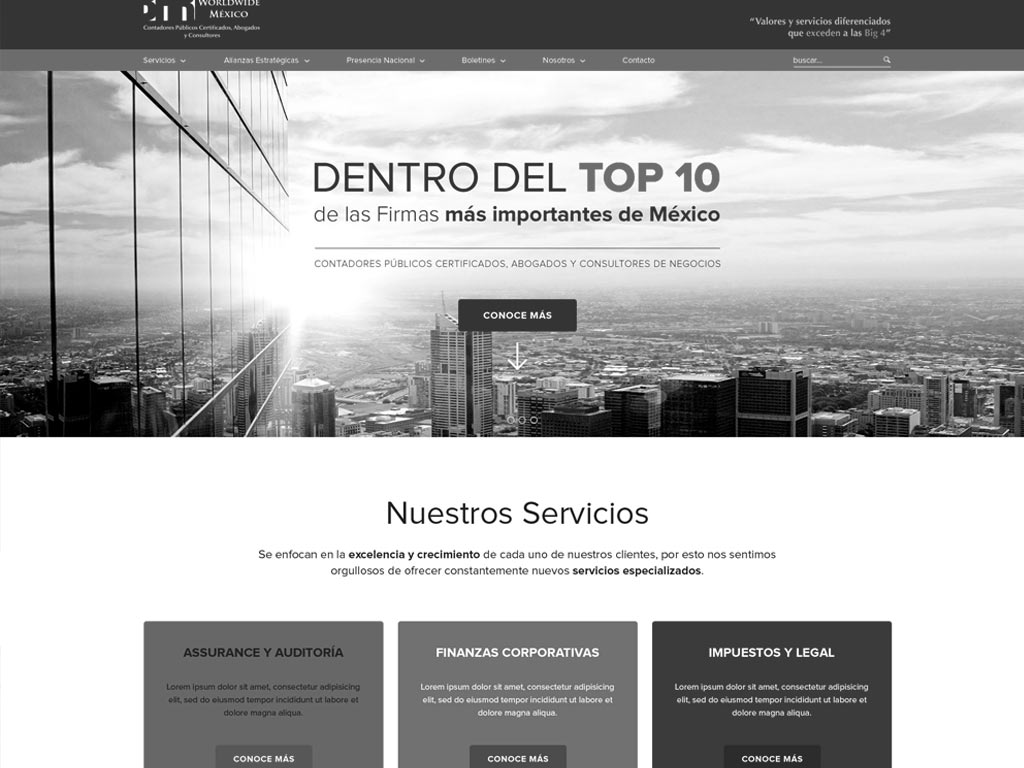 WORLDWIDE
MÉXICO
Contadores Públicos Certificados, Abogados
y Consultores
“Valores y servicios diferenciados
que exceden a las Big 4”
Servicios Alianzas Estratégicas Presencia Nacional Boletines Nosotros Contacto buscar...
DENTRO DEL TOP 10
de las Firmas más importantes de México
CONTADORES PÚBLICOS CERTIFICADOS, ABOGADOS Y CONSULTORES DE NEGOCIOS
CONOCE MÁS
Nuestros Servicios
Se enfocan en la excelencia y crecimiento de cada uno de nuestros clientes, por esto nos sentimos
orgullosos de ofrecer constantemente nuevos servicios especializados.
ASSURANCE Y AUDITORÍA
Lorem ipsum dolor sit amet, consectetur adipisicing
elit, sed do eiusmod tempor incididunt ut labore et
dolore magna aliqua.
CONOCE MÁS
FINANZAS CORPORATIVAS
Lorem ipsum dolor sit amet, consectetur adipisicing
elit, sed do eiusmod tempor incididunt ut labore et
dolore magna aliqua.
CONOCE MÁS
IMPUESTOS Y LEGAL
Lorem ipsum dolor sit amet, consectetur adipisicing
elit, sed do eiusmod tempor incididunt ut labore et
dolore magna aliqua.
CONOCE MÁS